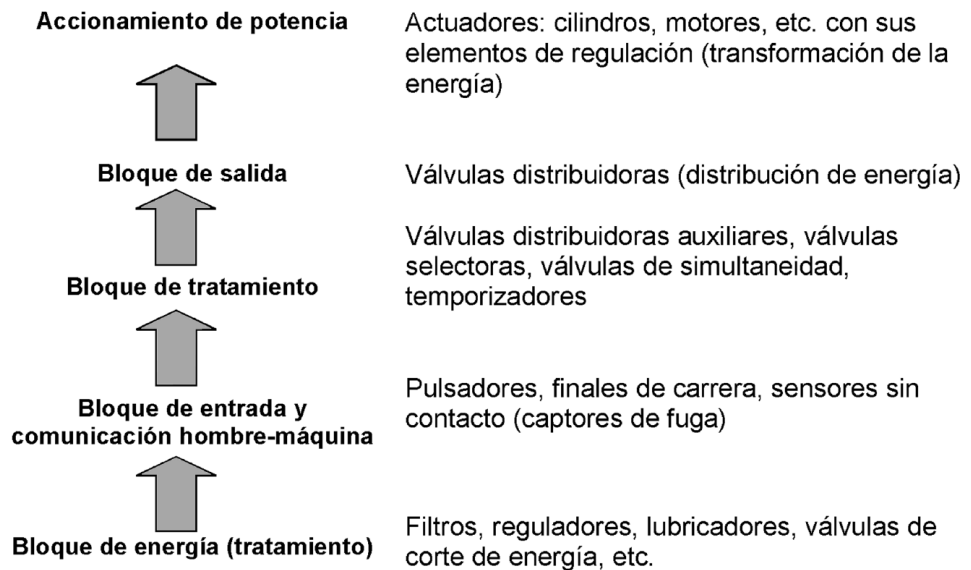 Accionamiento de potencia
Actuadores: cilindros, motores, etc. con sus
elementos de regulación (transformación de la
energía)
Bloque de salida
Válvulas distribuidoras (distribución de energía)
Bloque de tratamiento
Válvulas distribuidoras auxiliares, válvulas
selectoras, válvulas de simultaneidad,
temporizadores
Bloque de entrada y
comunicación hombre-máquina
Pulsadores, finales de carrera, sensores sin
contacto (captores de fuga)
Bloque de energía (tratamiento)
Filtros, reguladores, lubricadores, válvulas de
corte de energía, etc.